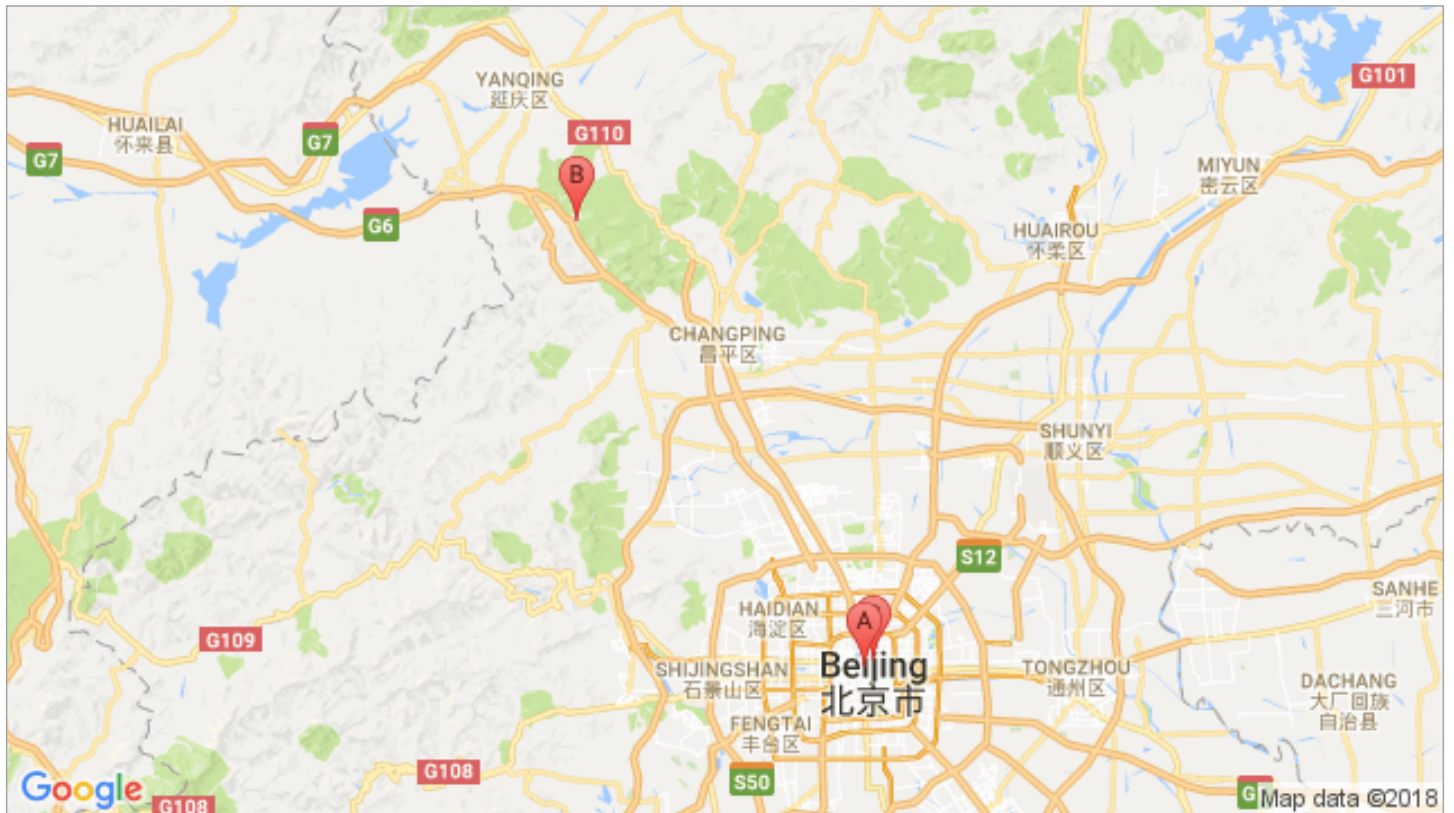 G101
YANQING
延庆区
HUAILAI
怀来县
G110
G7
G7
MIYUN
密云区
B
G6
HUAIROU
怀柔区
CHANGPING
昌平区
SHUNYI
顺义区
S12
SANHE
三河市
HAIDIAN
海淀区
A
G109
Beijing
北京市
SHIJINGSHAN
石景山区
TONGZHOU
通州区
DACHANG
大厂回族
自治县
FENGTAI
丰台区
G108
S50
Google
G108
G
Map data ©2018